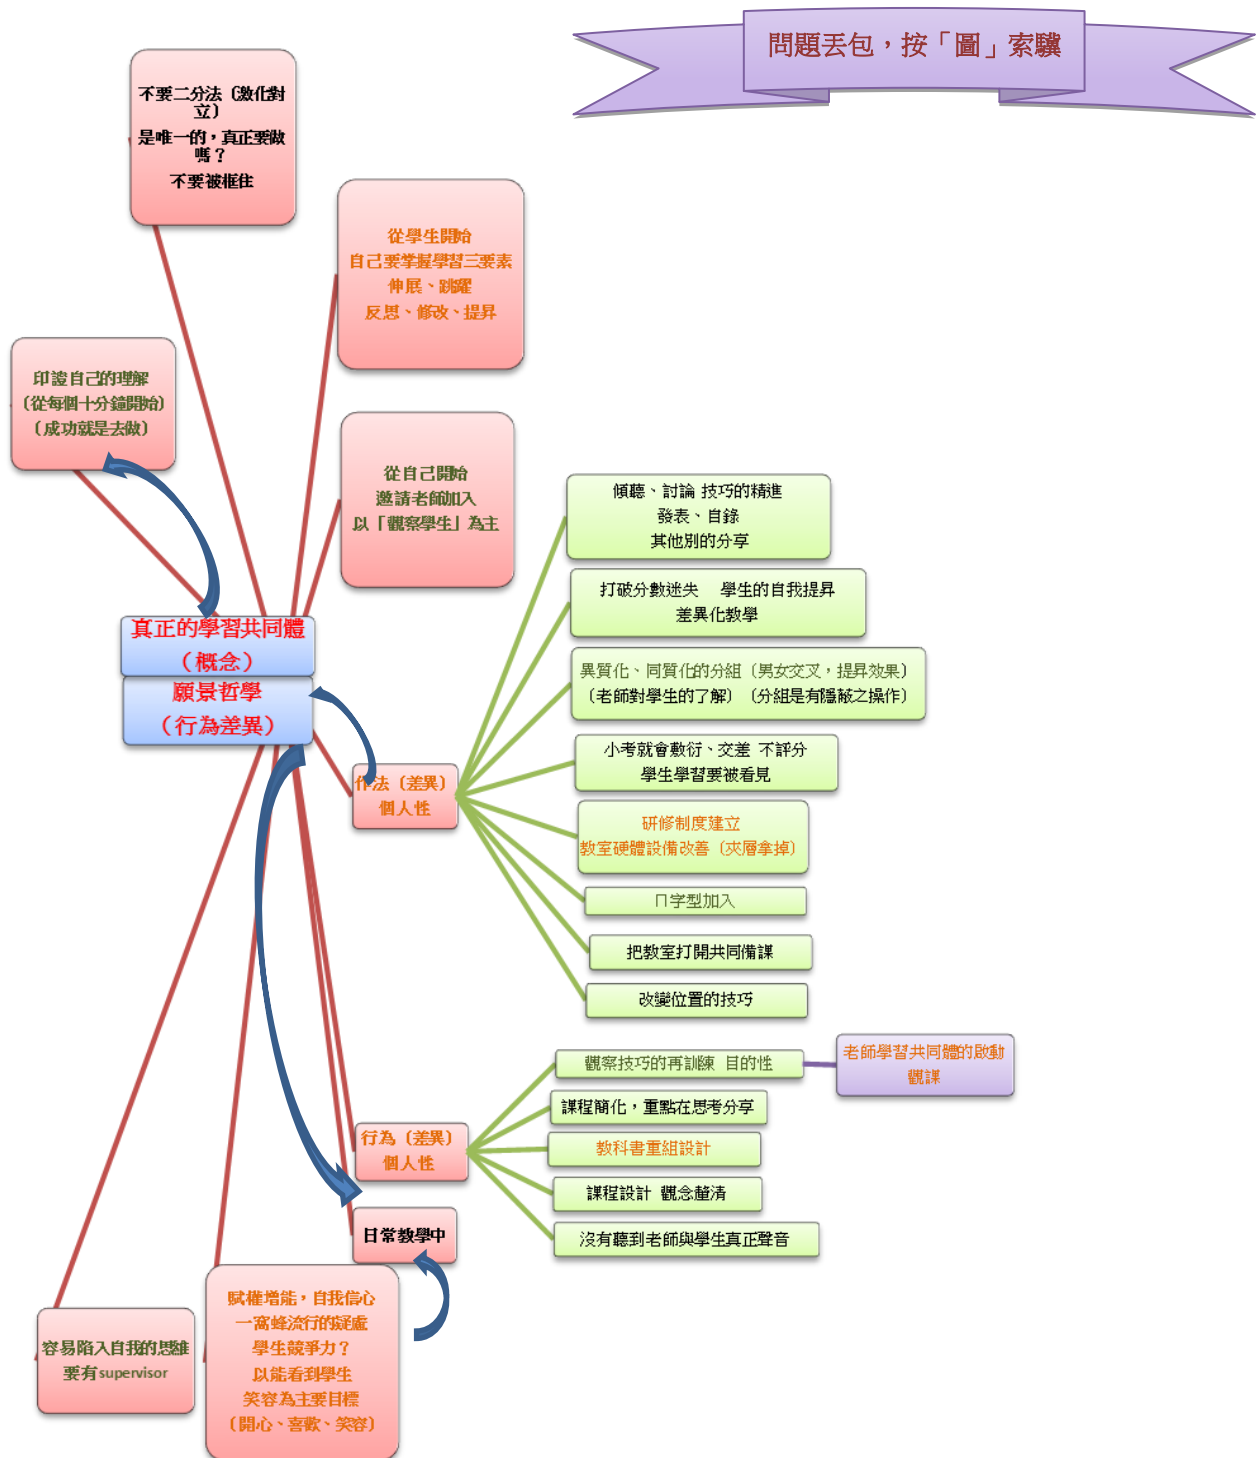 問題丟包，按「圖」索驥
不要二分法〔激化對
立〕
是唯一的，真正要做
嗎？
不要被框住
從學生開始
自己要掌握學習三要素
伸展、跳躍
反思、修改、提昇
印證自己的理解
〔從每個十分鐘開始〕
〔成功就是去做〕
從自己開始
邀請老師加入
以「觀察學生」為主
真正的學習共同體
（概念）
願景哲學
（行為差異）
作法〔差異〕
個人性
傾聽、討論 技巧的精進
發表、自錄
其他別的分享
打破分數迷失　學生的自我提昇
差異化教學
異質化、同質化的分組〔男女交叉，提昇效果〕
〔老師對學生的了解〕〔分組是有隱蔽之操作〕
小考就會敷衍、交差 不評分
學生學習要被看見
研修制度建立
教室硬體設備改善〔夾層拿掉〕
ㄇ字型加入
把教室打開共同備課
改變位置的技巧
行為〔差異〕
個人性
觀察技巧的再訓練 目的性
老師學習共同體的啟動
觀課
課程簡化，重點在思考分享
教科書重組設計
課程設計 觀念釐清
沒有聽到老師與學生真正聲音
日常教學中
賦權增能，自我信心
一窩蜂流行的疑慮
學生競爭力？
以能看到學生
笑容為主要目標
〔開心、喜歡、笑容〕
容易陷入自我的思維
要有supervisor